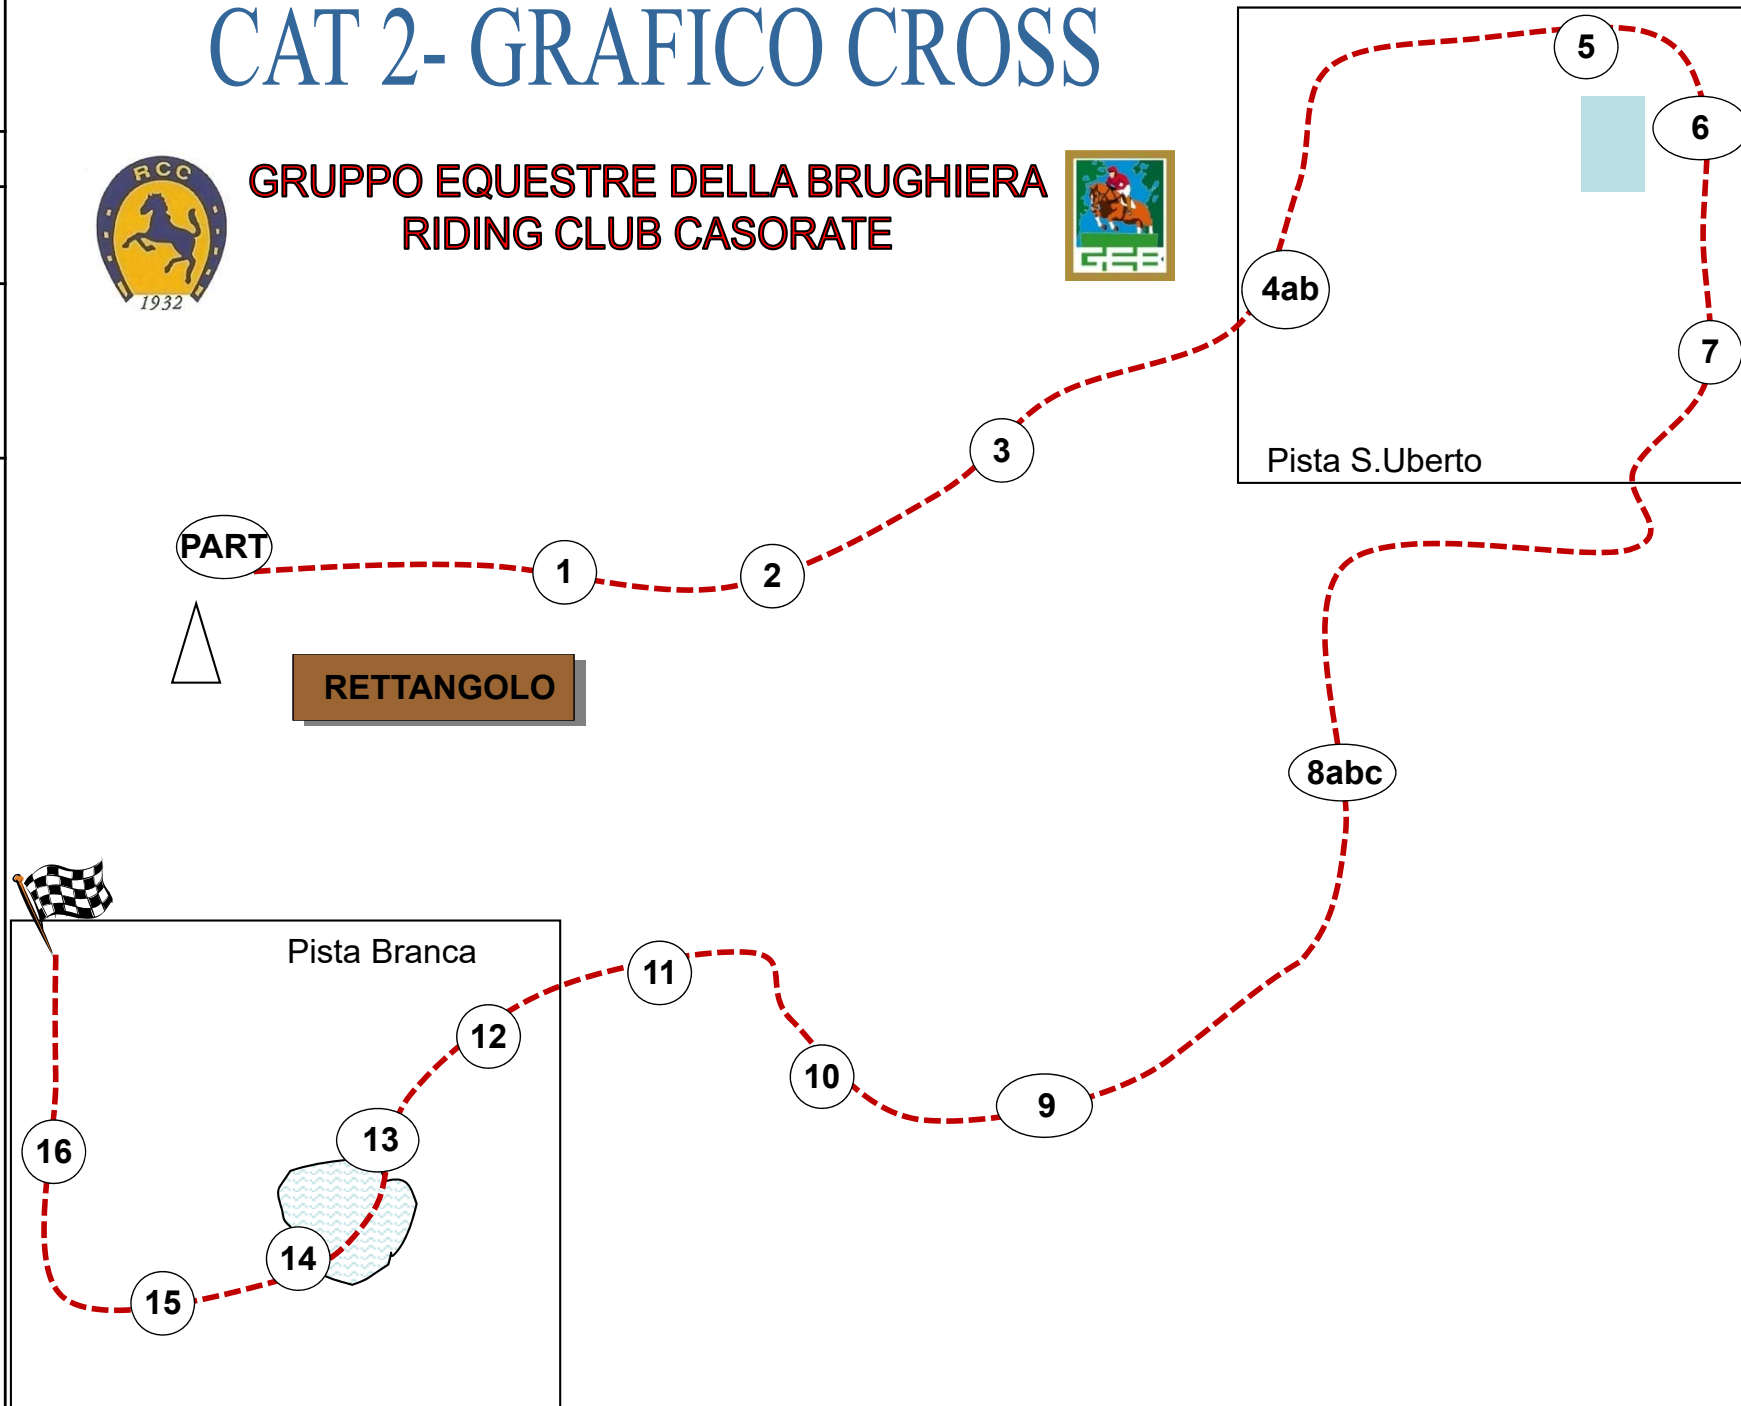 CAT 2- GRAFICO CROSS
RCC
1932
GRUPPO EQUESTRE DELLA BRUGHIERA
RIDING CLUB CASORATE
GEB
5
6
4ab
7
3
Pista S.Uberto
PART
1
2
RETTANGOLO
8abc
Pista Branca
11
12
10
9
13
16
14
15